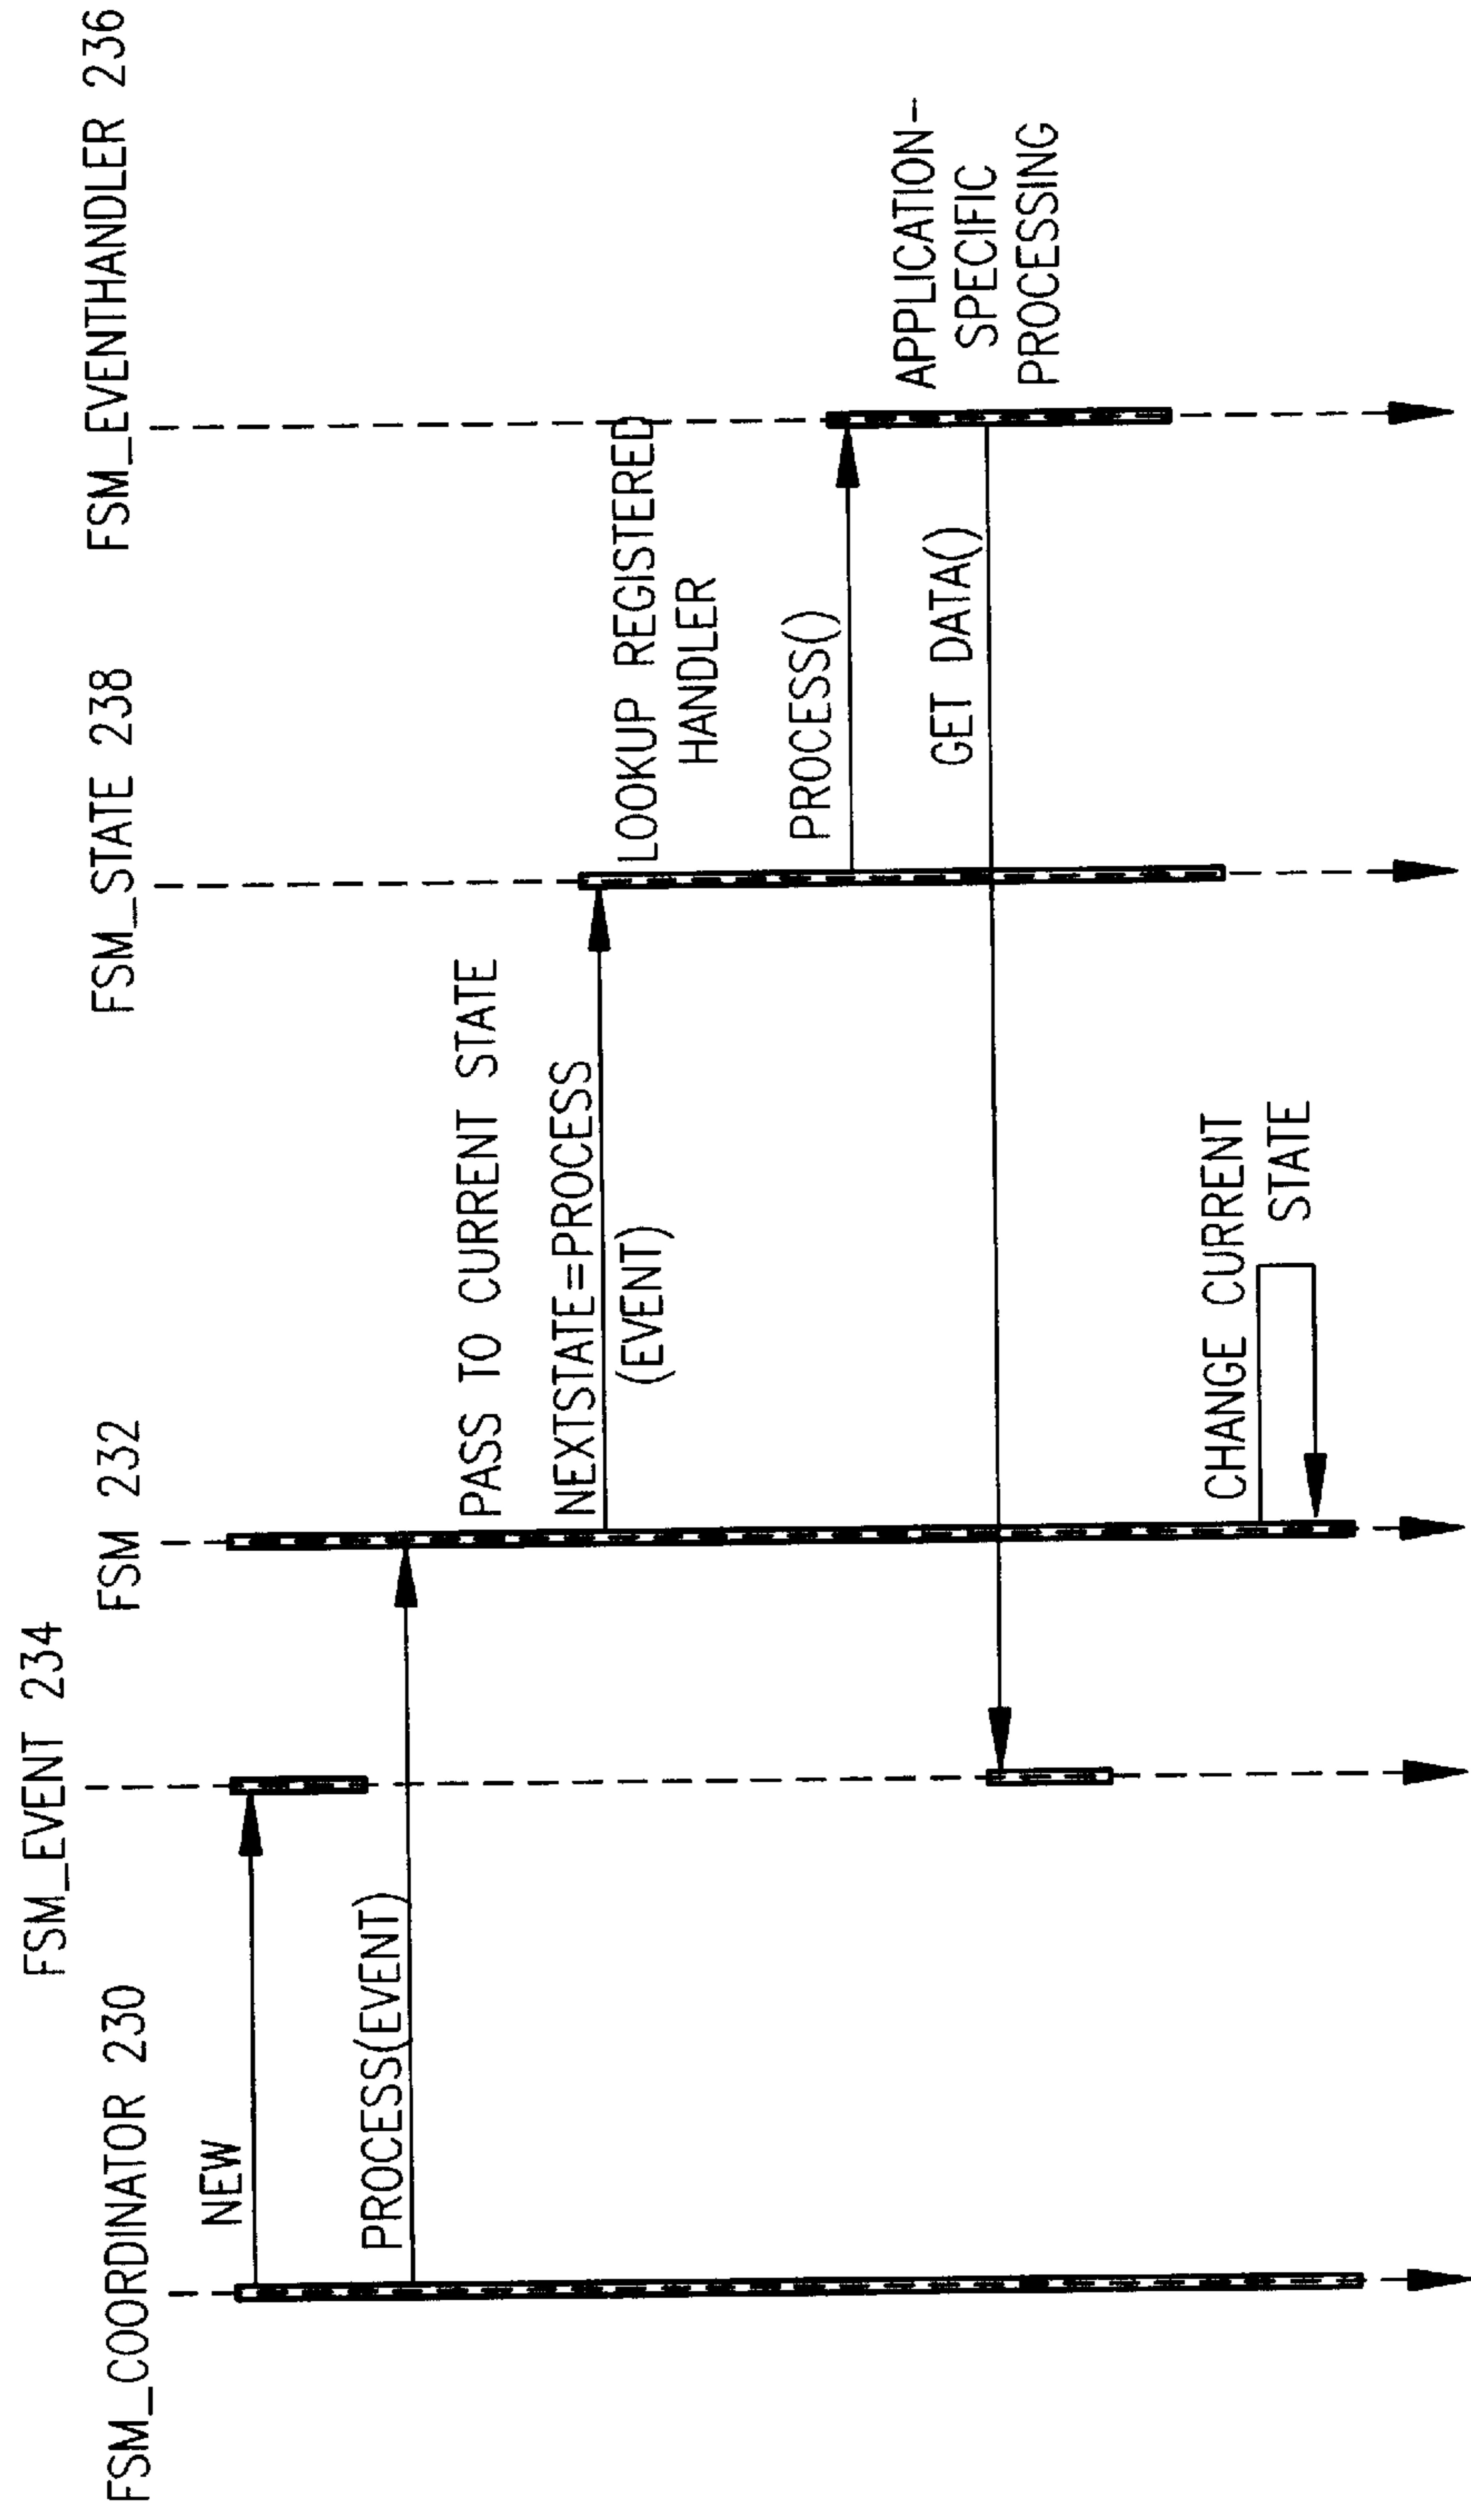 FSM_COORDINATOR 230
FSM_EVENT 234
FSM 232
FSM_STATE 238
FSM_EVENTHANDLER 236
NEW
PROCESS(EVENT)
PASS TO CURRENT STATE
NEXTSTATE=PROCESS
(EVENT)
LOOKUP REGISTERED
HANDLER
PROCESS()
GET DATA()
APPLICATION-
SPECIFIC
PROCESSING
CHANGE CURRENT
STATE